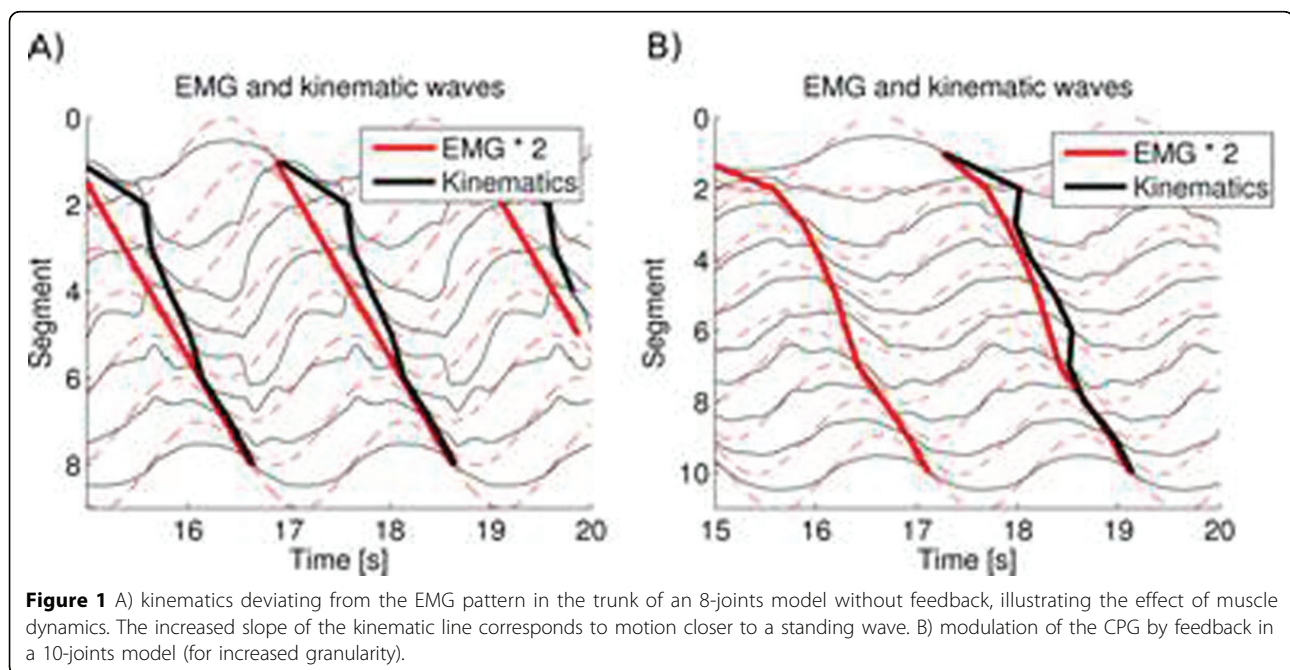 A)
EMG and kinematic waves
0
2
4
6
8
Segment
16
17
18
19
20
Time [s]
EMG * 2
Kinematics
B)
EMG and kinematic waves
0
2
4
6
8
10
Segment
15
16
17
18
19
20
Time [s]
EMG * 2
Kinematics
Figure 1 A) kinematics deviating from the EMG pattern in the trunk of an 8-joints model without feedback, illustrating the effect of muscle
dynamics. The increased slope of the kinematic line corresponds to motion closer to a standing wave. B) modulation of the CPG by feedback in
a 10-joints model (for increased granularity).